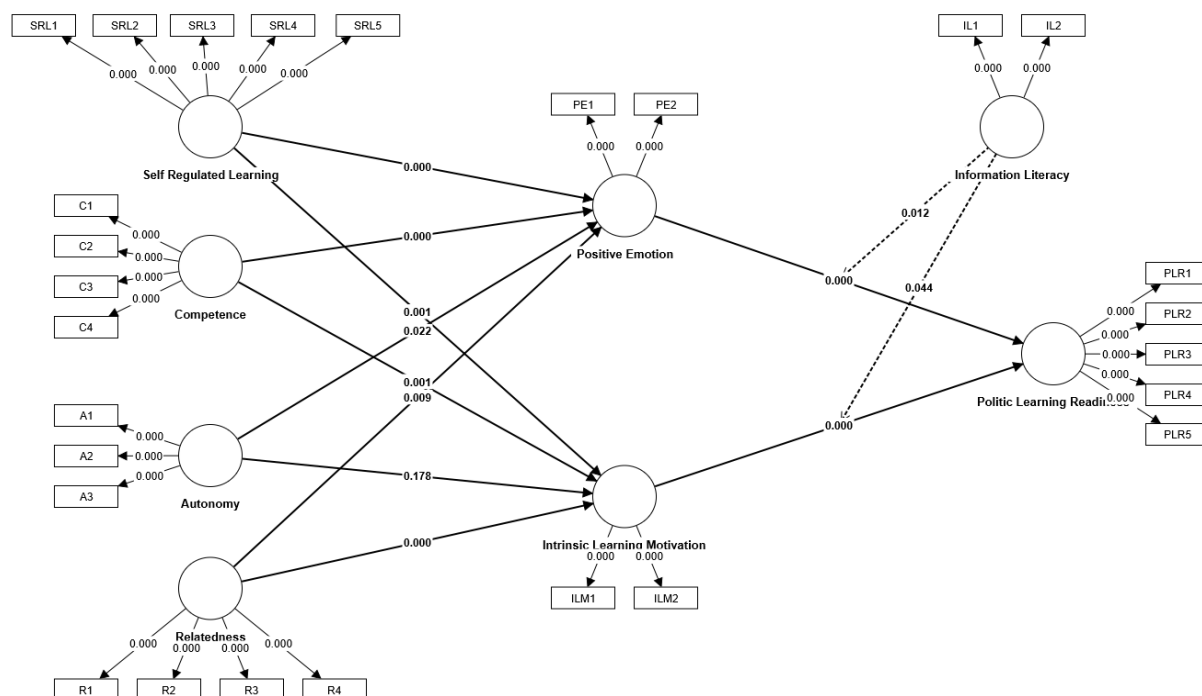 SRL1 SRL2 SRL3 SRL4 SRL5
0.000 0.000 0.000 0.000 0.000
Self Regulated Learning
IL1 IL2
0.000 0.000
Information Literacy
PE1 PE2
0.000 0.000
Positive Emotion
C1
C2
C3
C4
0.000
0.000
0.000
0.000
Competence
A1
A2
A3
0.000
0.000
0.000
Autonomy
Relatedness
0.000 0.000 0.000 0.000
R1 R2 R3 R4
0.000
0.000
0.001
0.022
0.001
0.009
0.178
0.000
Intrinsic Learning Motivation
0.000 0.000
ILM1 ILM2
0.012
0.044
0.000
0.000
Politic Learning Readiness
0.000
0.000
0.000
0.000
0.000
PLR1
PLR2
PLR3
PLR4
PLR5